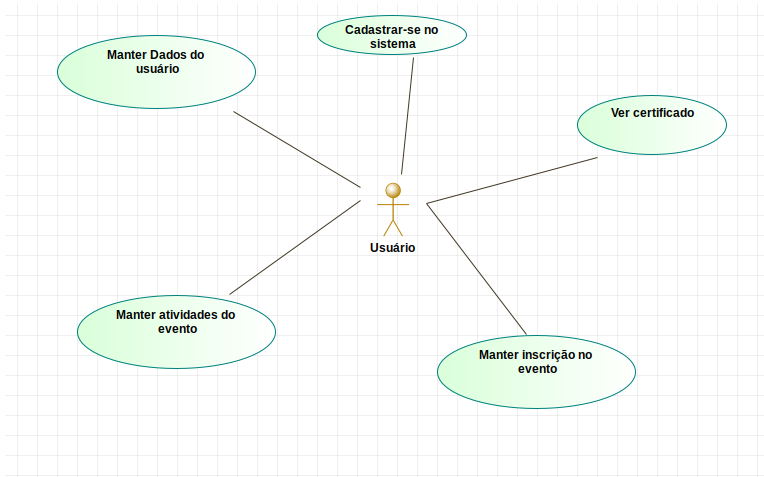 Cadastrar-se no
sistema
Manter Dados do
usuário
Ver certificado
Usuário
Manter atividades do
evento
Manter inscrição no
evento